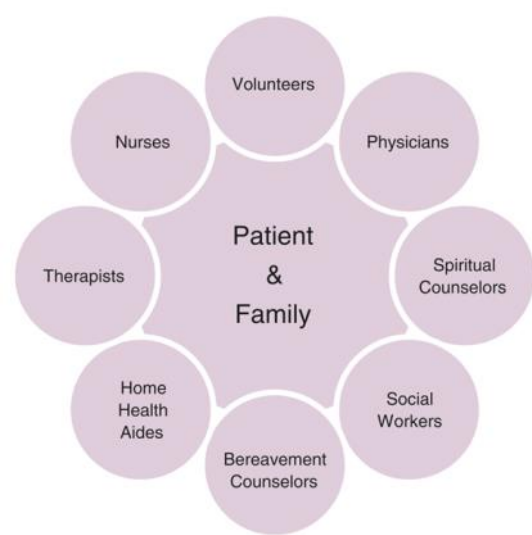 Volunteers
Physicians
Spiritual
Counselors
Social
Workers
Bereavement
Counselors
Home
Health
Aides
Therapists
Nurses
Patient
&
Family